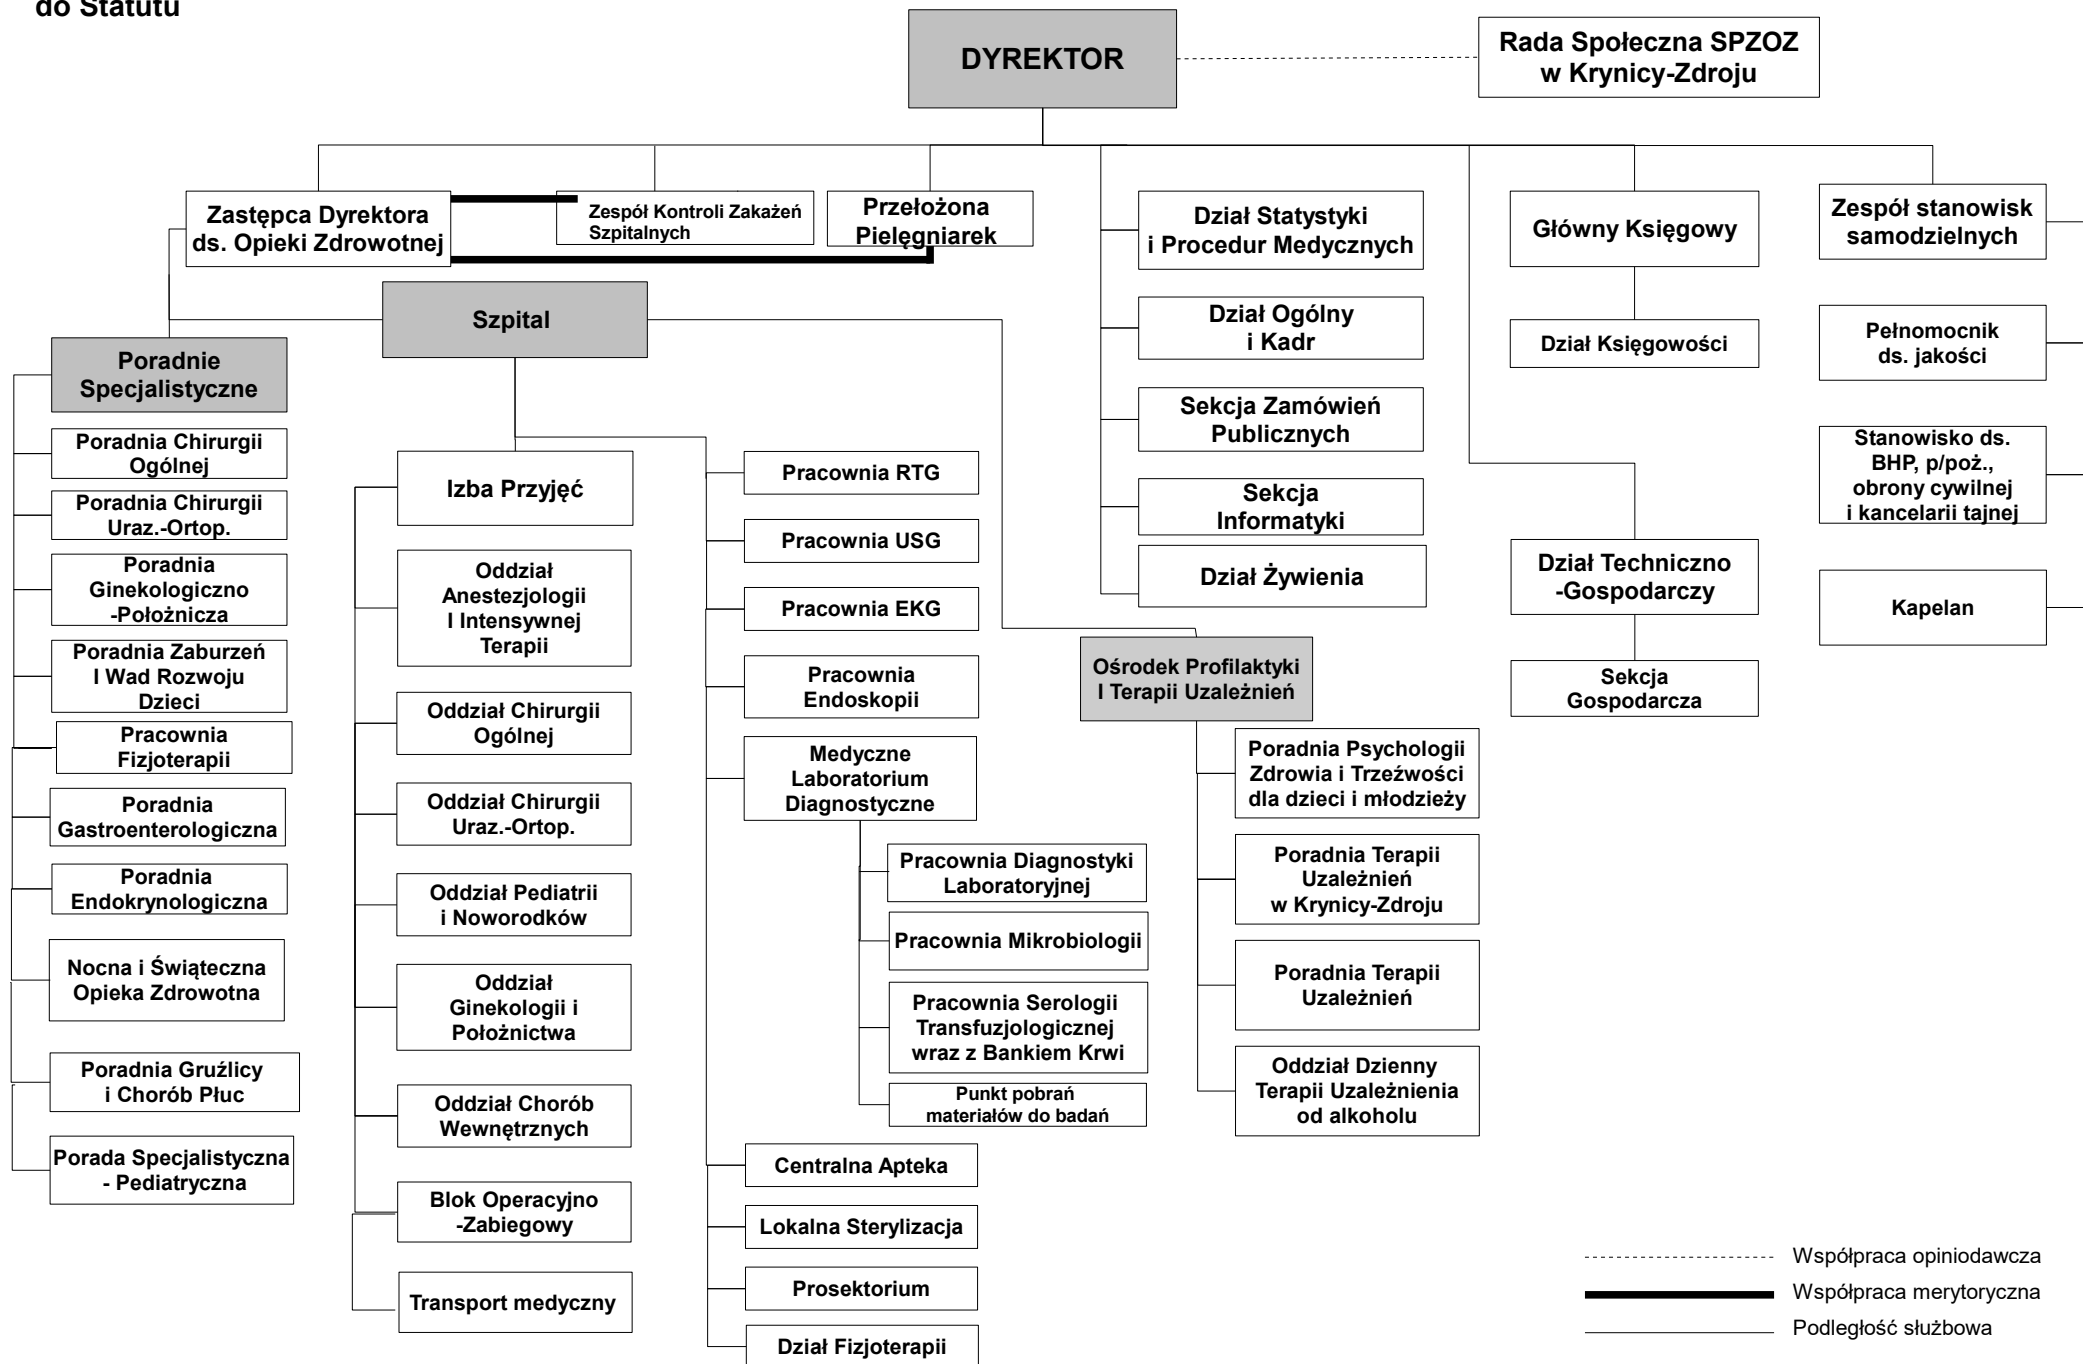 do Statutu
DYREKTOR
Rada Społeczna SPZOZ
w Krynicy-Zdroju
Zastępca Dyrektora
ds. Opieki Zdrowotnej
Zespół Kontroli Zakażeń
Szpitalnych
Przełożona
Pielęgniarek
Dział Statystyki
i Procedur Medycznych
Główny Księgowy
Zespół stanowisk
samodzielnych
Szpital
Dział Ogólny
i Kadr
Dział Księgowości
Pełnomocnik
ds. jakości
Poradnie
Specjalistyczne
Sekcja Zamówień
Publicznych
Stanowisko ds.
BHP, p/poż.,
obrony cywilnej
i kancelarii tajnej
Sekcja
Informatyki
Dział Żywienia
Dział Techniczno
-Gospodarczy
Kapelan
Sekcja
Gospodarcza
Poradnia Chirurgii
Ogólnej
Poradnia Chirurgii
Uraz.-Ortop.
Poradnia
Ginekologiczno
-Położnicza
Poradnia Zaburzeń
I Wad Rozwoju
Dzieci
Pracownia
Fizjoterapii
Poradnia
Gastroenterologiczna
Poradnia
Endokrynologiczna
Nocna i Świąteczna
Opieka Zdrowotna
Poradnia Gruźlicy
i Chorób Płuc
Porada Specjalistyczna
- Pediatryczna
Izba Przyjęć
Oddział
Anestezjologii
I Intensywnej
Terapii
Oddział Chirurgii
Ogólnej
Oddział Chirurgii
Uraz.-Ortop.
Oddział Pediatrii
i Noworodków
Oddział
Ginekologii i
Położnictwa
Oddział Chorób
Wewnętrznych
Blok Operacyjno
-Zabiegowy
Transport medyczny
Pracownia RTG
Pracownia USG
Pracownia EKG
Pracownia
Endoskopii
Medyczne
Laboratorium
Diagnostyczne
Pracownia Diagnostyki
Laboratoryjnej
Pracownia Mikrobiologii
Pracownia Serologii
Transfuzjologicznej
wraz z Bankiem Krwi
Punkt pobrań
materiałów do badań
Centralna Apteka
Lokalna Sterylizacja
Prosektorium
Dział Fizjoterapii
Ośrodek Profilaktyki
I Terapii Uzależnień
Poradnia Psychologii
Zdrowia i Trzeźwości
dla dzieci i młodzieży
Poradnia Terapii
Uzależnień
w Krynicy-Zdroju
Poradnia Terapii
Uzależnień
Oddział Dzienny
Terapii Uzależnienia
od alkoholu
Współpraca opiniodawcza
Współpraca merytoryczna
Podległość służbowa